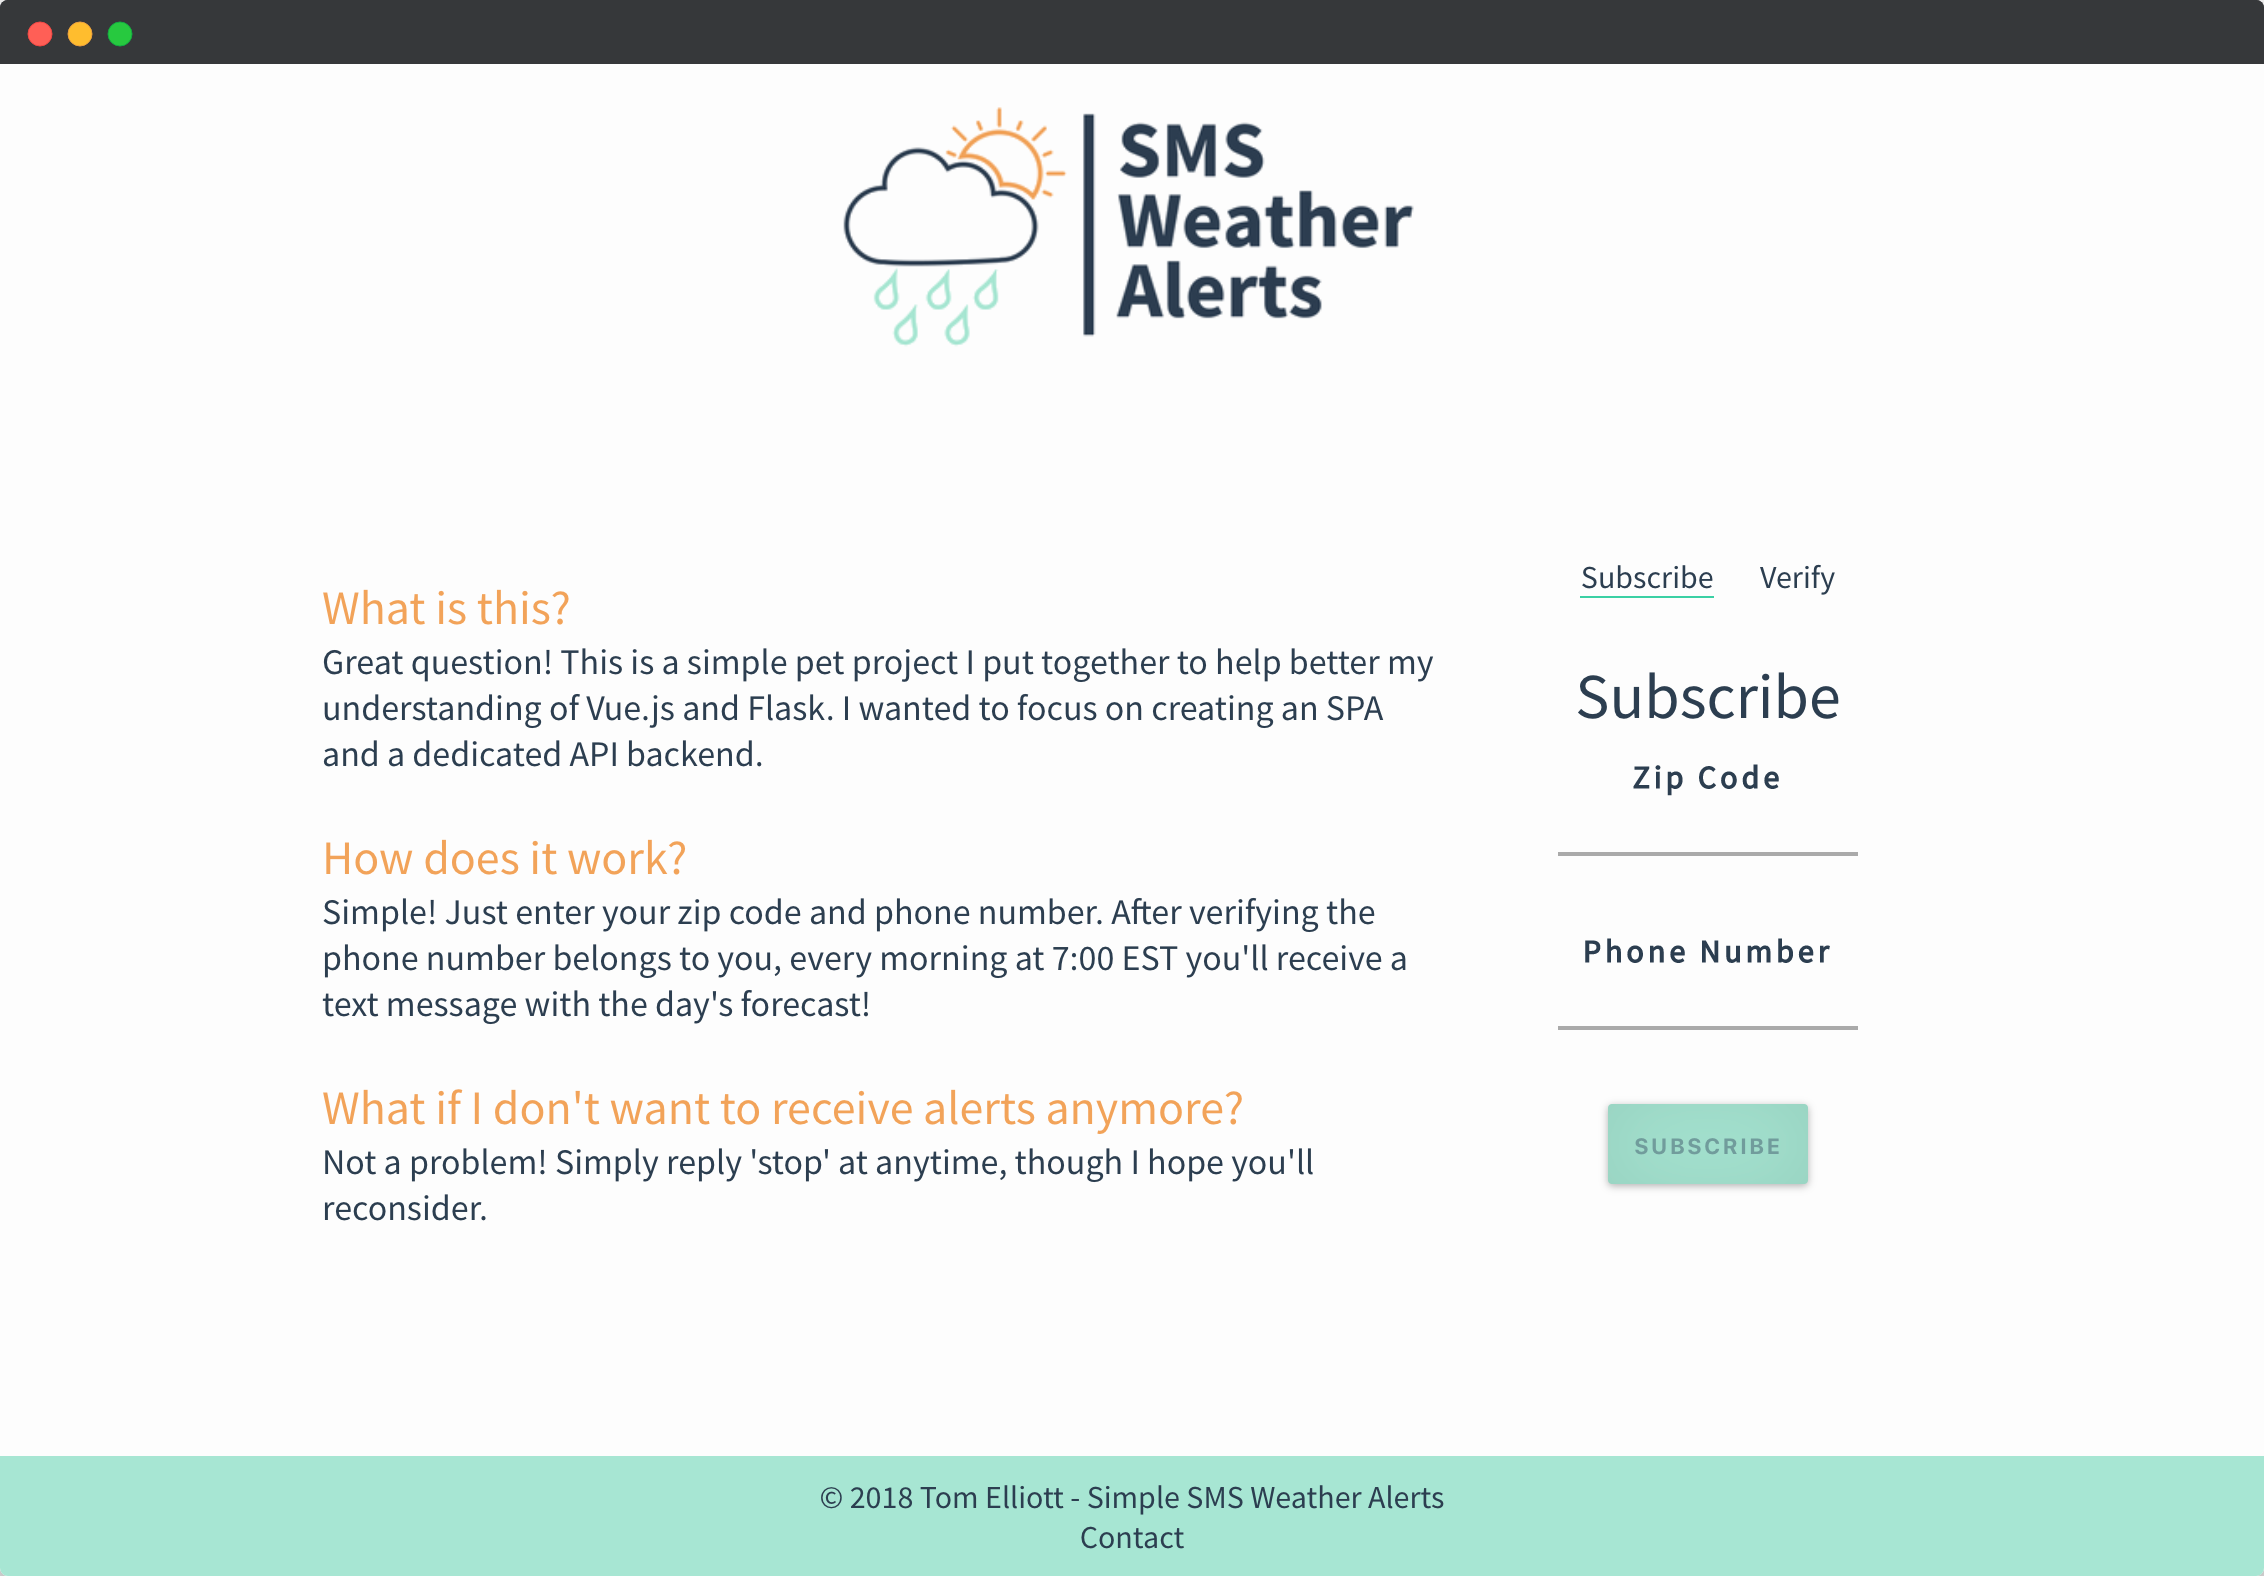 SMS
Weather
Alerts
What is this?
Great question! This is a simple pet project I put together to help better my
understanding of Vue.js and Flask. I wanted to focus on creating an SPA
and a dedicated API backend.
How does it work?
Simple! Just enter your zip code and phone number. After verifying the
phone number belongs to you, every morning at 7:00 EST you'll receive a
text message with the day's forecast!
What if I don't want to receive alerts anymore?
Not a problem! Simply reply 'stop' at anytime, though I hope you'll
reconsider.
Subscribe Verify
Subscribe
Zip Code
Phone Number
SUBSCRIBE
© 2018 Tom Elliott - Simple SMS Weather Alerts
Contact